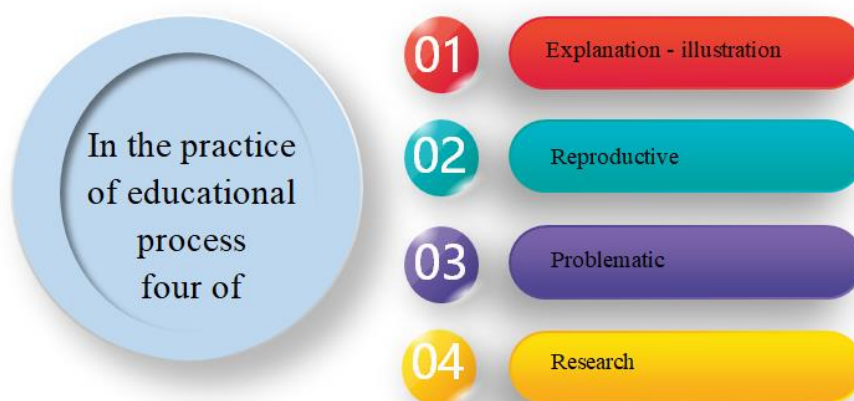 In the practice
of educational
process
four of
01 Explanation - illustration
02 Reproductive
03 Problematic
04 Research